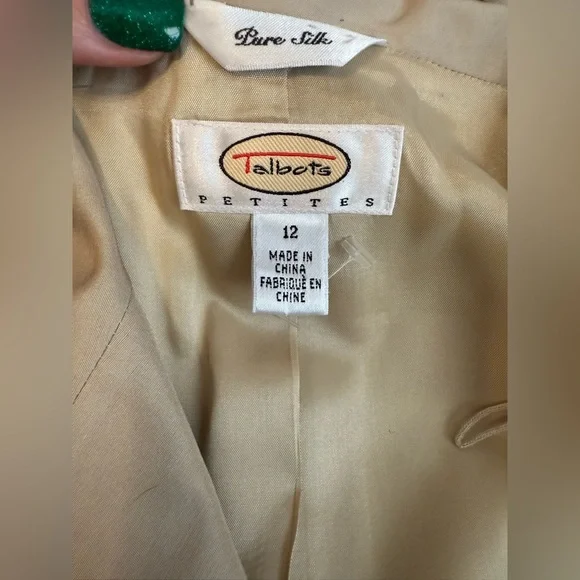 Pure Silk
Talbots
PETITES
12
MADE IN
CHINA
FABRIQUÉ EN
CHINE